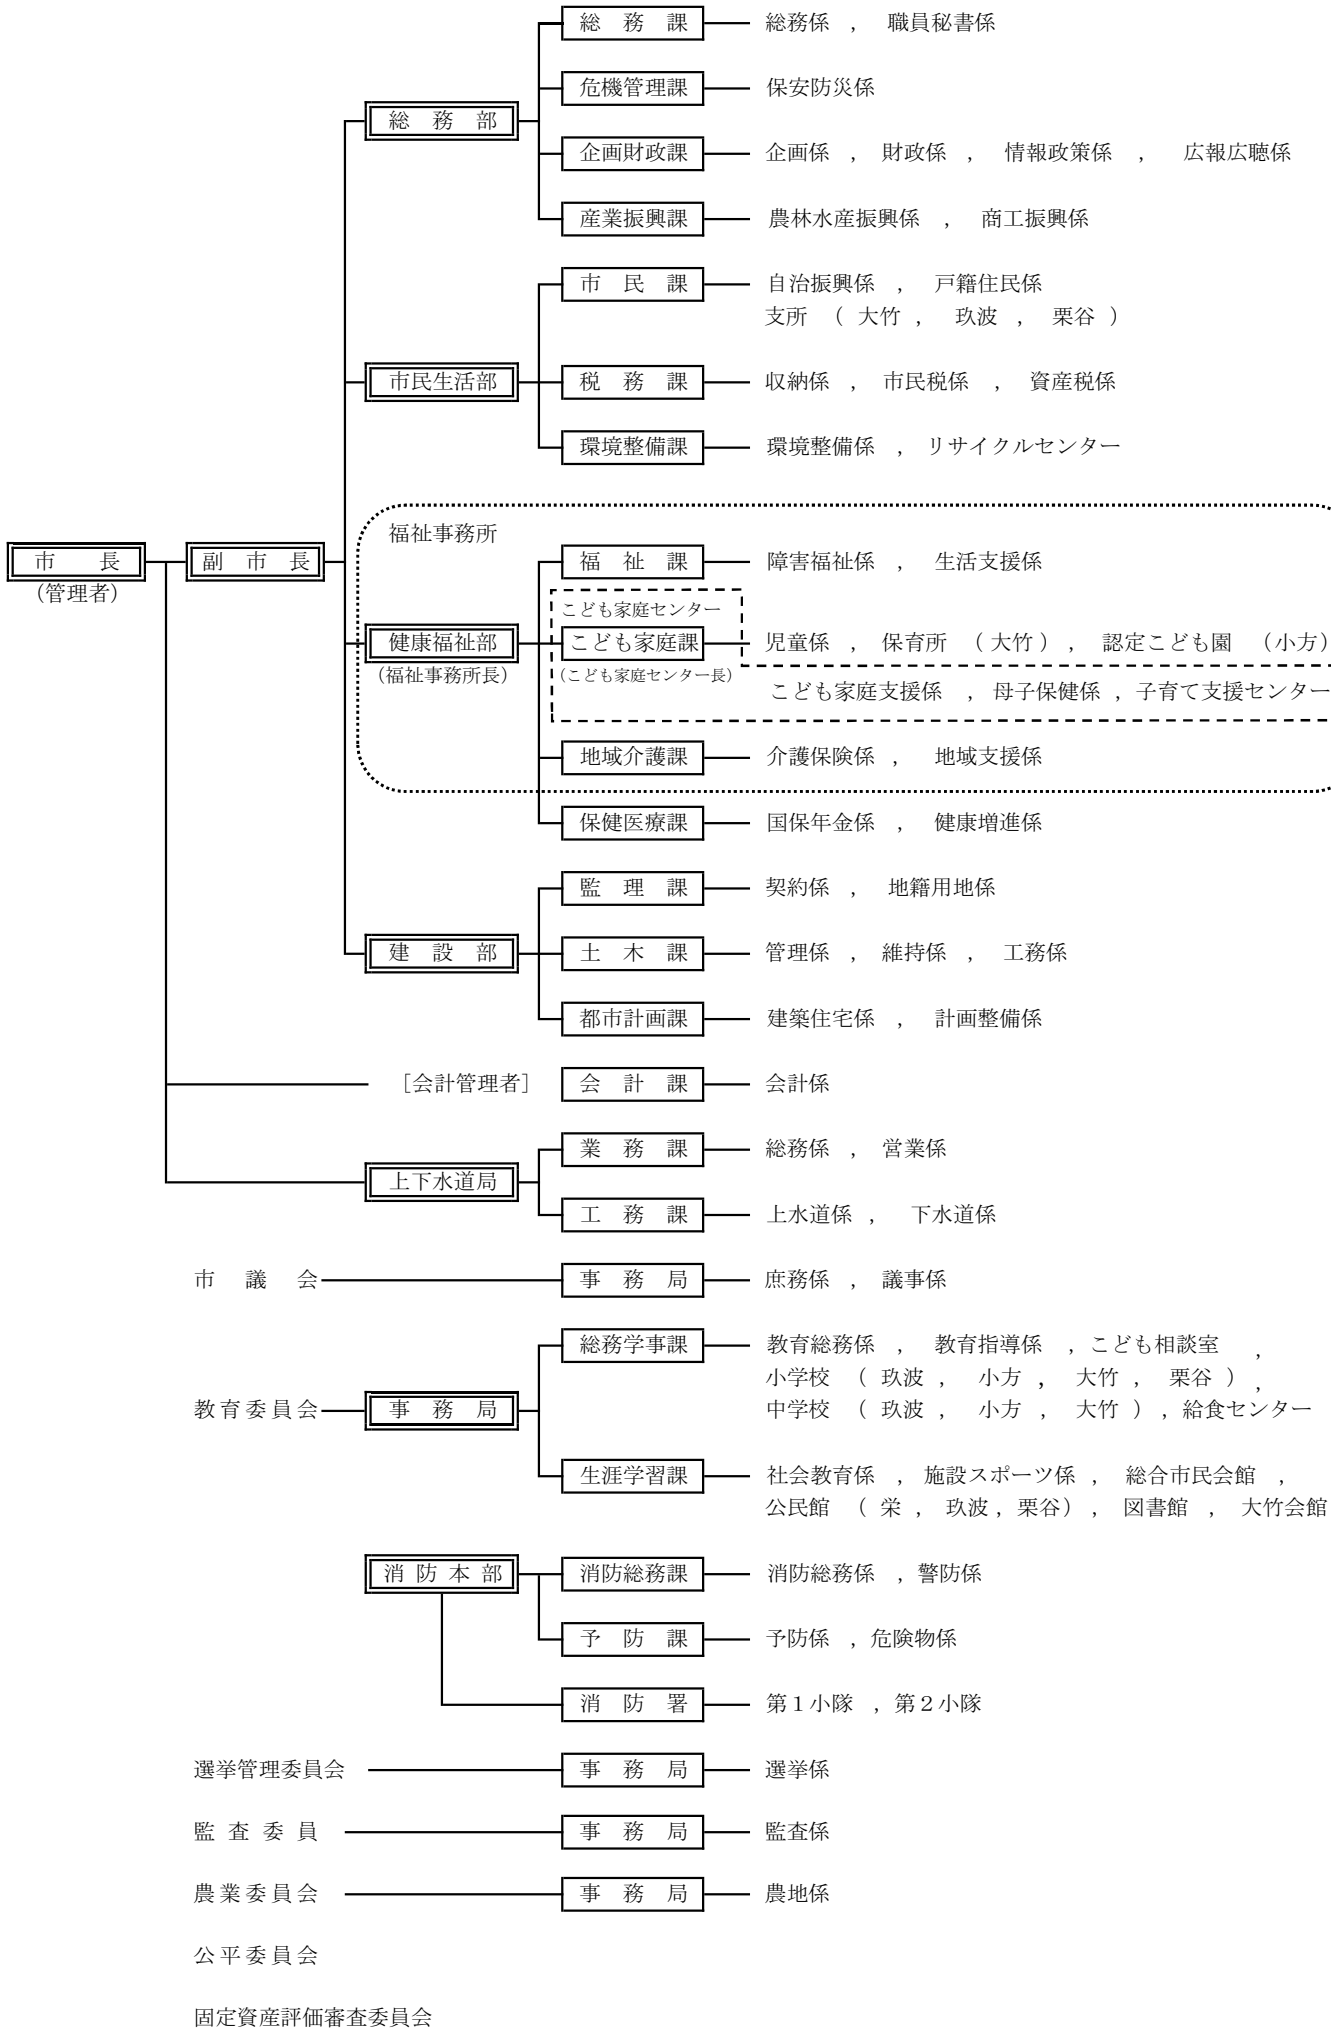 総務課 総務係 , 職員秘書係
危機管理課 保安防災係
総務部
企画財政課 企画係 , 財政係 , 情報政策係 , 広報広聴係
産業振興課 農林水産振興係 , 商工振興係
市民課 自治振興係 , 戸籍住民係
支所 ( 大竹 , 玖波 , 栗谷 )
市民生活部 税務課 収納係 , 市民税係 , 資産税係
環境整備課 環境整備係 , リサイクルセンター
福祉事務所
市長 副市長 福祉課 障害福祉係 , 生活支援係
(管理者)
こども家庭センター
健康福祉部 こども家庭課 児童係 , 保育所 (大竹) , 認定こども園 (小方)
(福祉事務所長) (こども家庭センター長)
こども家庭支援係 , 母子保健係 , 子育て支援センター
地域介護課 介護保険係 , 地域支援係
保健医療課 国保年金係 , 健康増進係
監理課 契約係 , 地籍用地係
建設部 土木課 管理係 , 維持係 , 工務係
都市計画課 建築住宅係 , 計画整備係
[会計管理者] 会計課 会計係
業務課 総務係 , 営業係
上下水道局
工務課 上水道係 , 下水道係
市議会 事務局 庶務係 , 議事係
総務学事課 教育総務係 , 教育指導係 , こども相談室 ,
小学校 ( 玖波 , 小方 , 大竹 , 栗谷 ) ,
教育委員会 事務局 中学校 ( 玖波 , 小方 , 大竹 ) , 給食センター
生涯学習課 社会教育係 , 施設スポーツ係 , 総合市民会館 ,
公民館 ( 栄 , 玖波 , 栗谷) , 図書館 , 大竹会館
消防本部 消防総務課 消防総務係 , 警防係
予防課 予防係 , 危険物係
消防署 第1小隊 , 第2小隊
選挙管理委員会 事務局 選挙係
監査委員 事務局 監査係
農業委員会 事務局 農地係
公平委員会
固定資産評価審査委員会